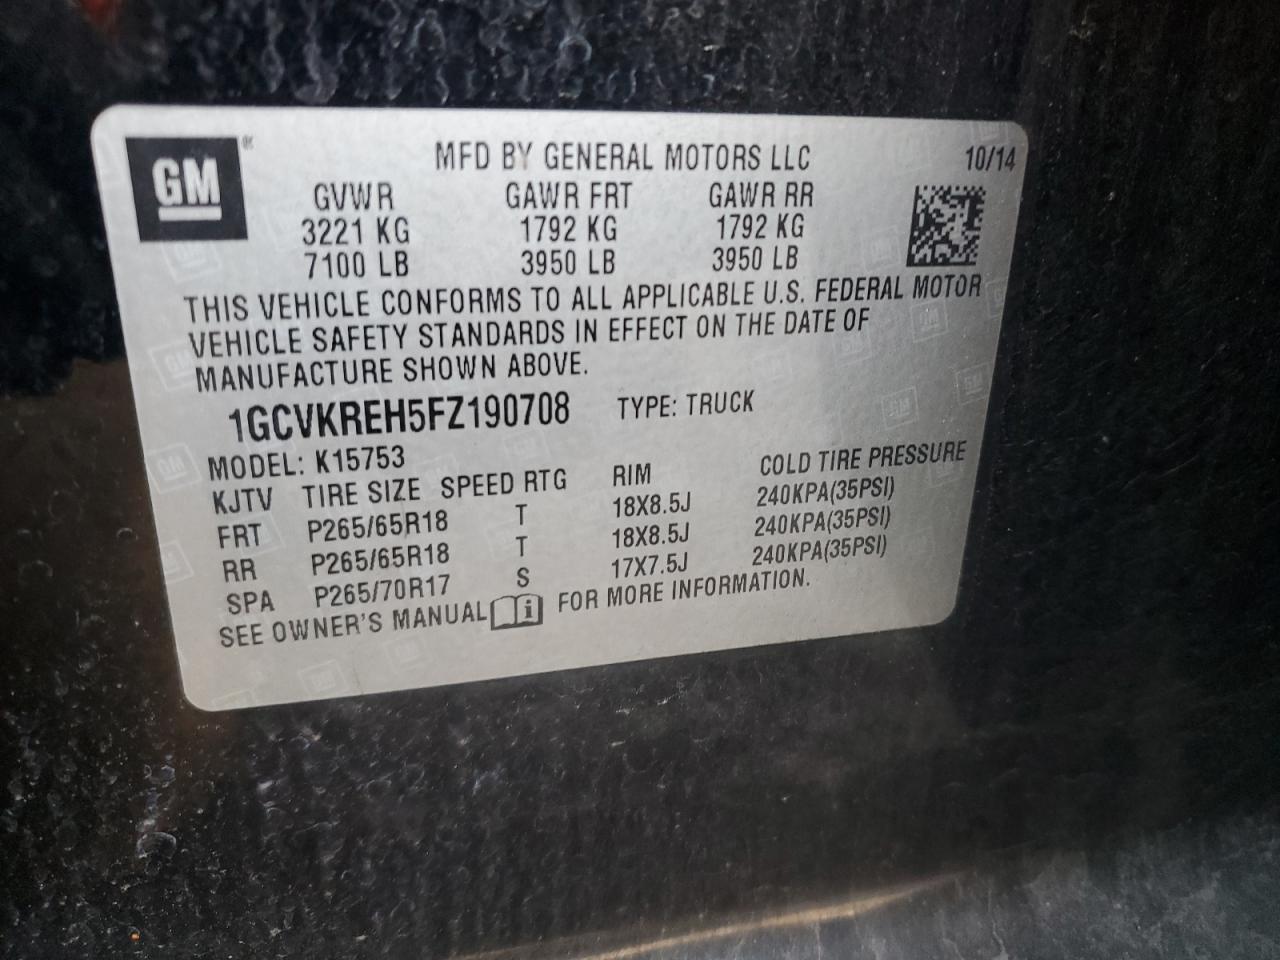 GM ®
MFD BY GENERAL MOTORS LLC 10/14
GVWR GAWR FRT GAWR RR
3221 KG 1792 KG 1792 KG
7100 LB 3950 LB 3950 LB
THIS VEHICLE CONFORMS TO ALL APPLICABLE U.S. FEDERAL MOTOR
VEHICLE SAFETY STANDARDS IN EFFECT ON THE DATE OF
MANUFACTURE SHOWN ABOVE.
1GCVKREH5FZ190708 TYPE: TRUCK
MODEL: K15753
KJTV TIRE SIZE SPEED RTG RIM COLD TIRE PRESSURE
FRT P265/65R18 T 18X8.5J 240KPA(35PSI)
RR P265/65R18 T 18X8.5J 240KPA(35PSI)
SPA P265/70R17 S 17X7.5J 240KPA(35PSI)
SEE OWNER'S MANUAL i FOR MORE INFORMATION.